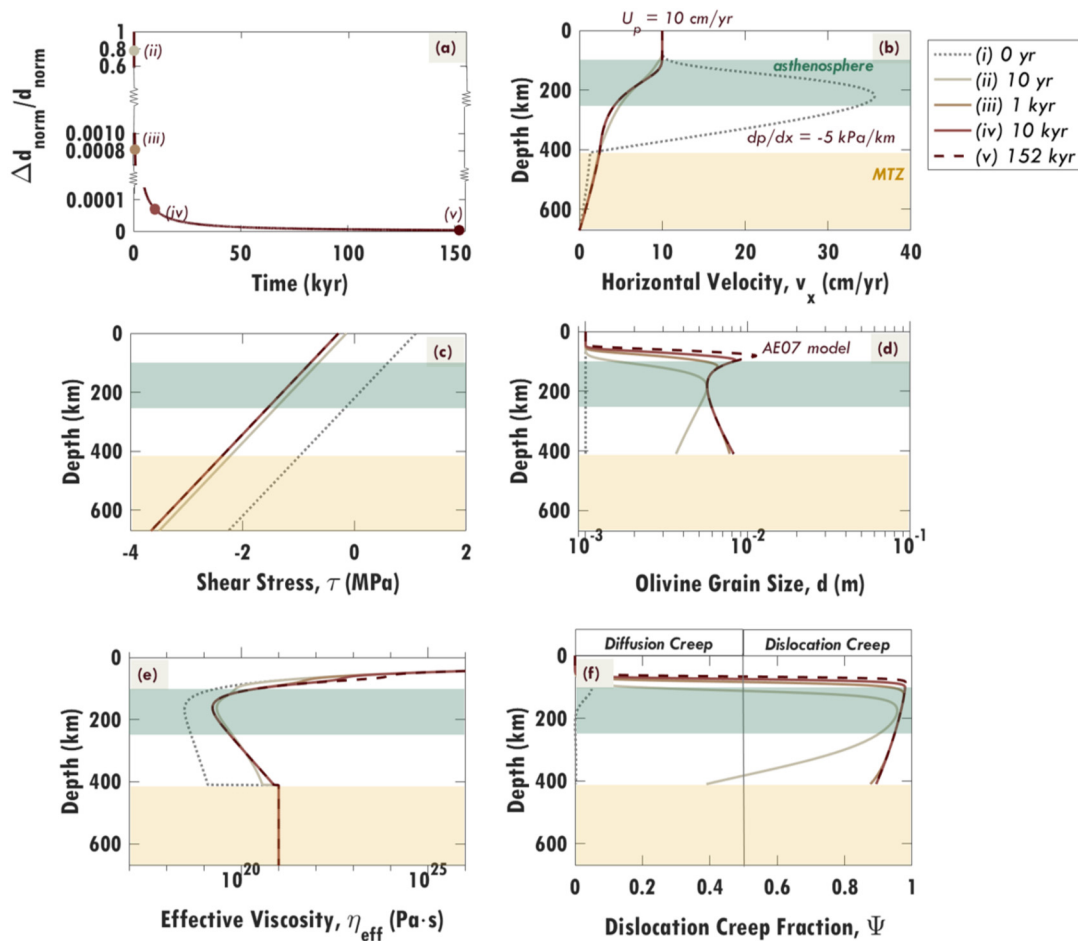 (a)
1
0.8
0.6
0.0010
0.0008
0.0001
0
(ii)
(iii)
(iv)
(v)
Δd_norm/d_norm
0 50 100 150
Time (kyr)
(b)
U_p = 10 cm/yr
asthenosphere
dp/dx = -5 kPa/km
MTZ
0
200
400
600
Depth (km)
0 10 20 30 40
Horizontal Velocity, v_x (cm/yr)
(i) 0 yr
(ii) 10 yr
(iii) 1 kyr
(iv) 10 kyr
(v) 152 kyr
(c)
0
200
400
600
Depth (km)
-4 -2 0 2
Shear Stress, τ (MPa)
(d)
AE07 model
0
200
400
600
Depth (km)
10^-3 10^-2 10^-1
Olivine Grain Size, d (m)
(e)
0
200
400
600
Depth (km)
10^20 10^25
Effective Viscosity, η_eff (Pa·s)
Diffusion Creep Dislocation Creep
(f)
0
200
400
600
Depth (km)
0 0.2 0.4 0.6 0.8 1
Dislocation Creep Fraction, Ψ